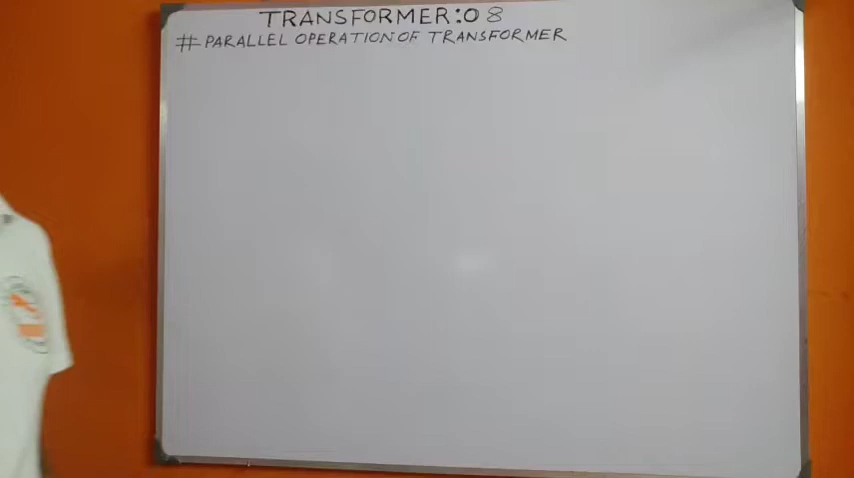 TRANSFORMER:08
# PARALLEL OPERATION OF TRANSFORMER